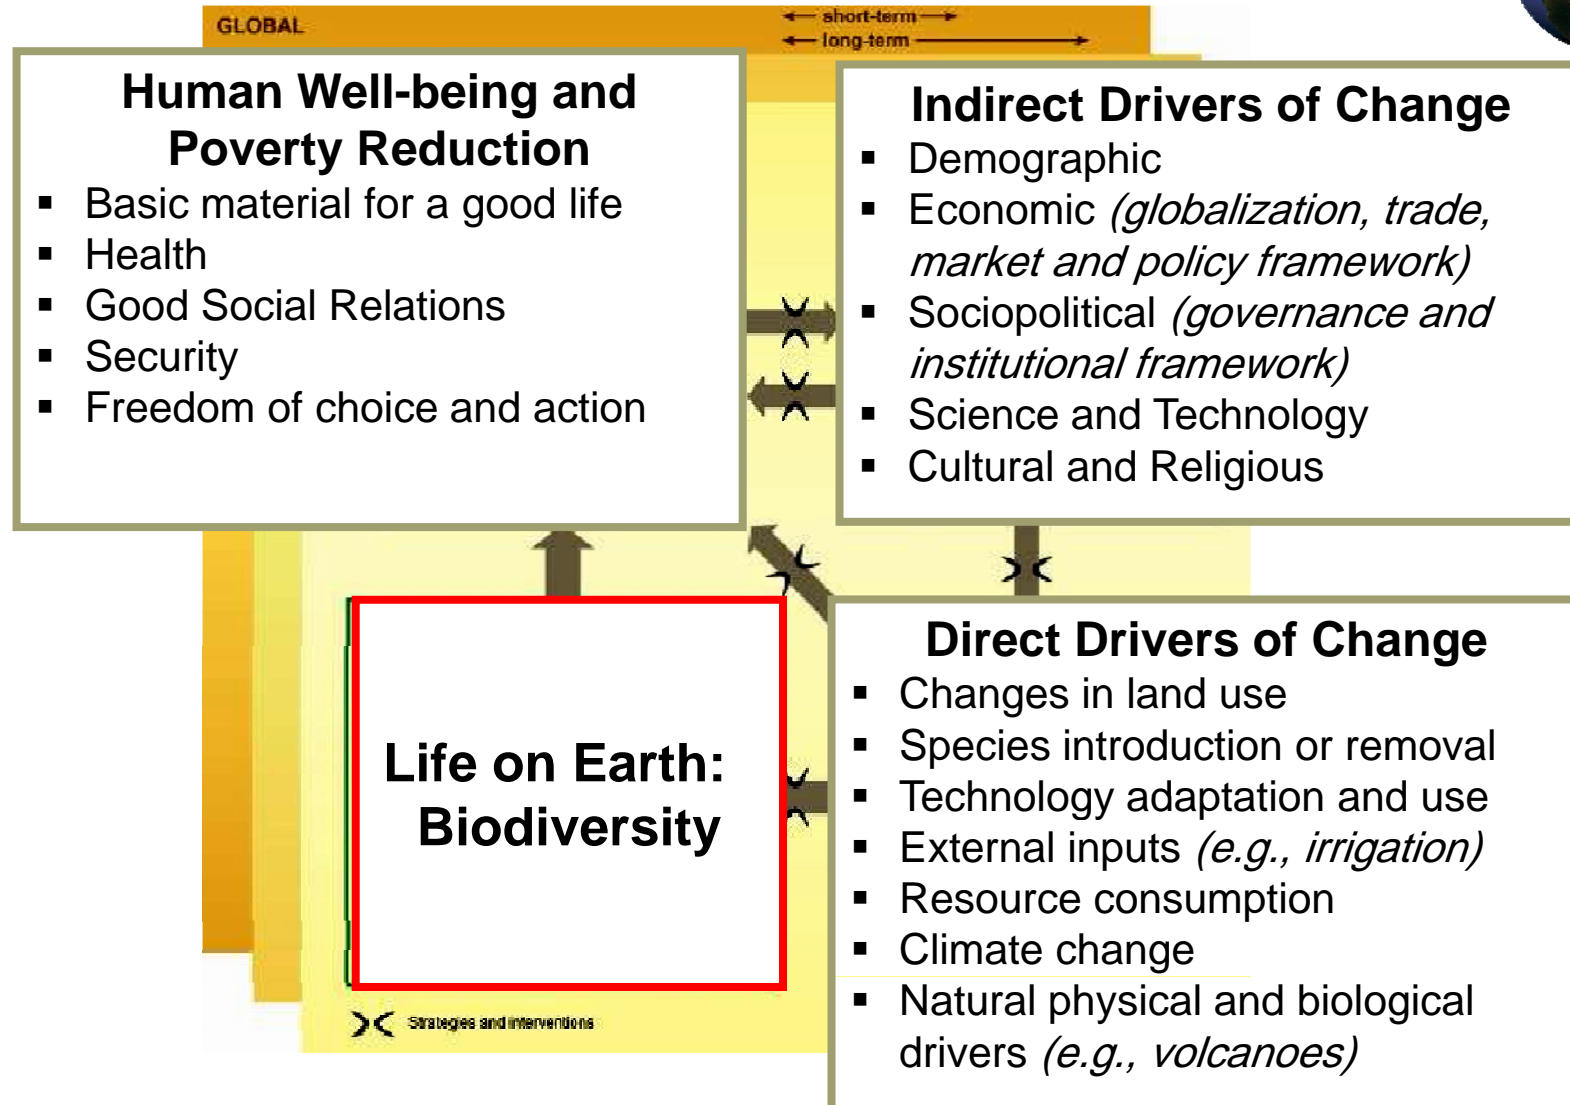 GLOBAL
short-term
long-term
Human Well-being and
Poverty Reduction
▪ Basic material for a good life
▪ Health
▪ Good Social Relations
▪ Security
▪ Freedom of choice and action
Indirect Drivers of Change
▪ Demographic
▪ Economic (globalization, trade,
market and policy framework)
▪ Sociopolitical (governance and
institutional framework)
▪ Science and Technology
▪ Cultural and Religious
Life on Earth:
Biodiversity
Direct Drivers of Change
▪ Changes in land use
▪ Species introduction or removal
▪ Technology adaptation and use
▪ External inputs (e.g., irrigation)
▪ Resource consumption
▪ Climate change
▪ Natural physical and biological
drivers (e.g., volcanoes)
Strategies and interventions